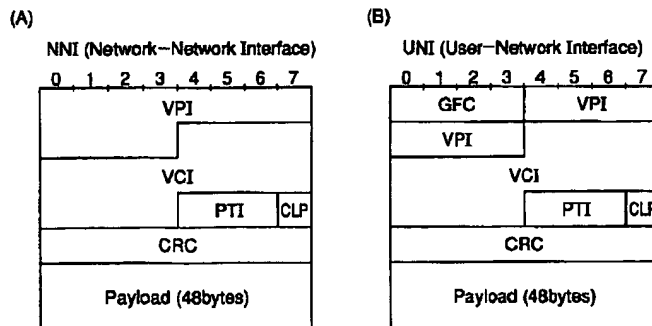 (A)
NNI (Network-Network Interface)
0 1 2 3 4 5 6 7
VPI
VCI
PTI CLP
CRC
Payload (48bytes)
(B)
UNI (User-Network Interface)
0 1 2 3 4 5 6 7
GFC VPI
VPI
VCI
PTI CLP
CRC
Payload (48bytes)